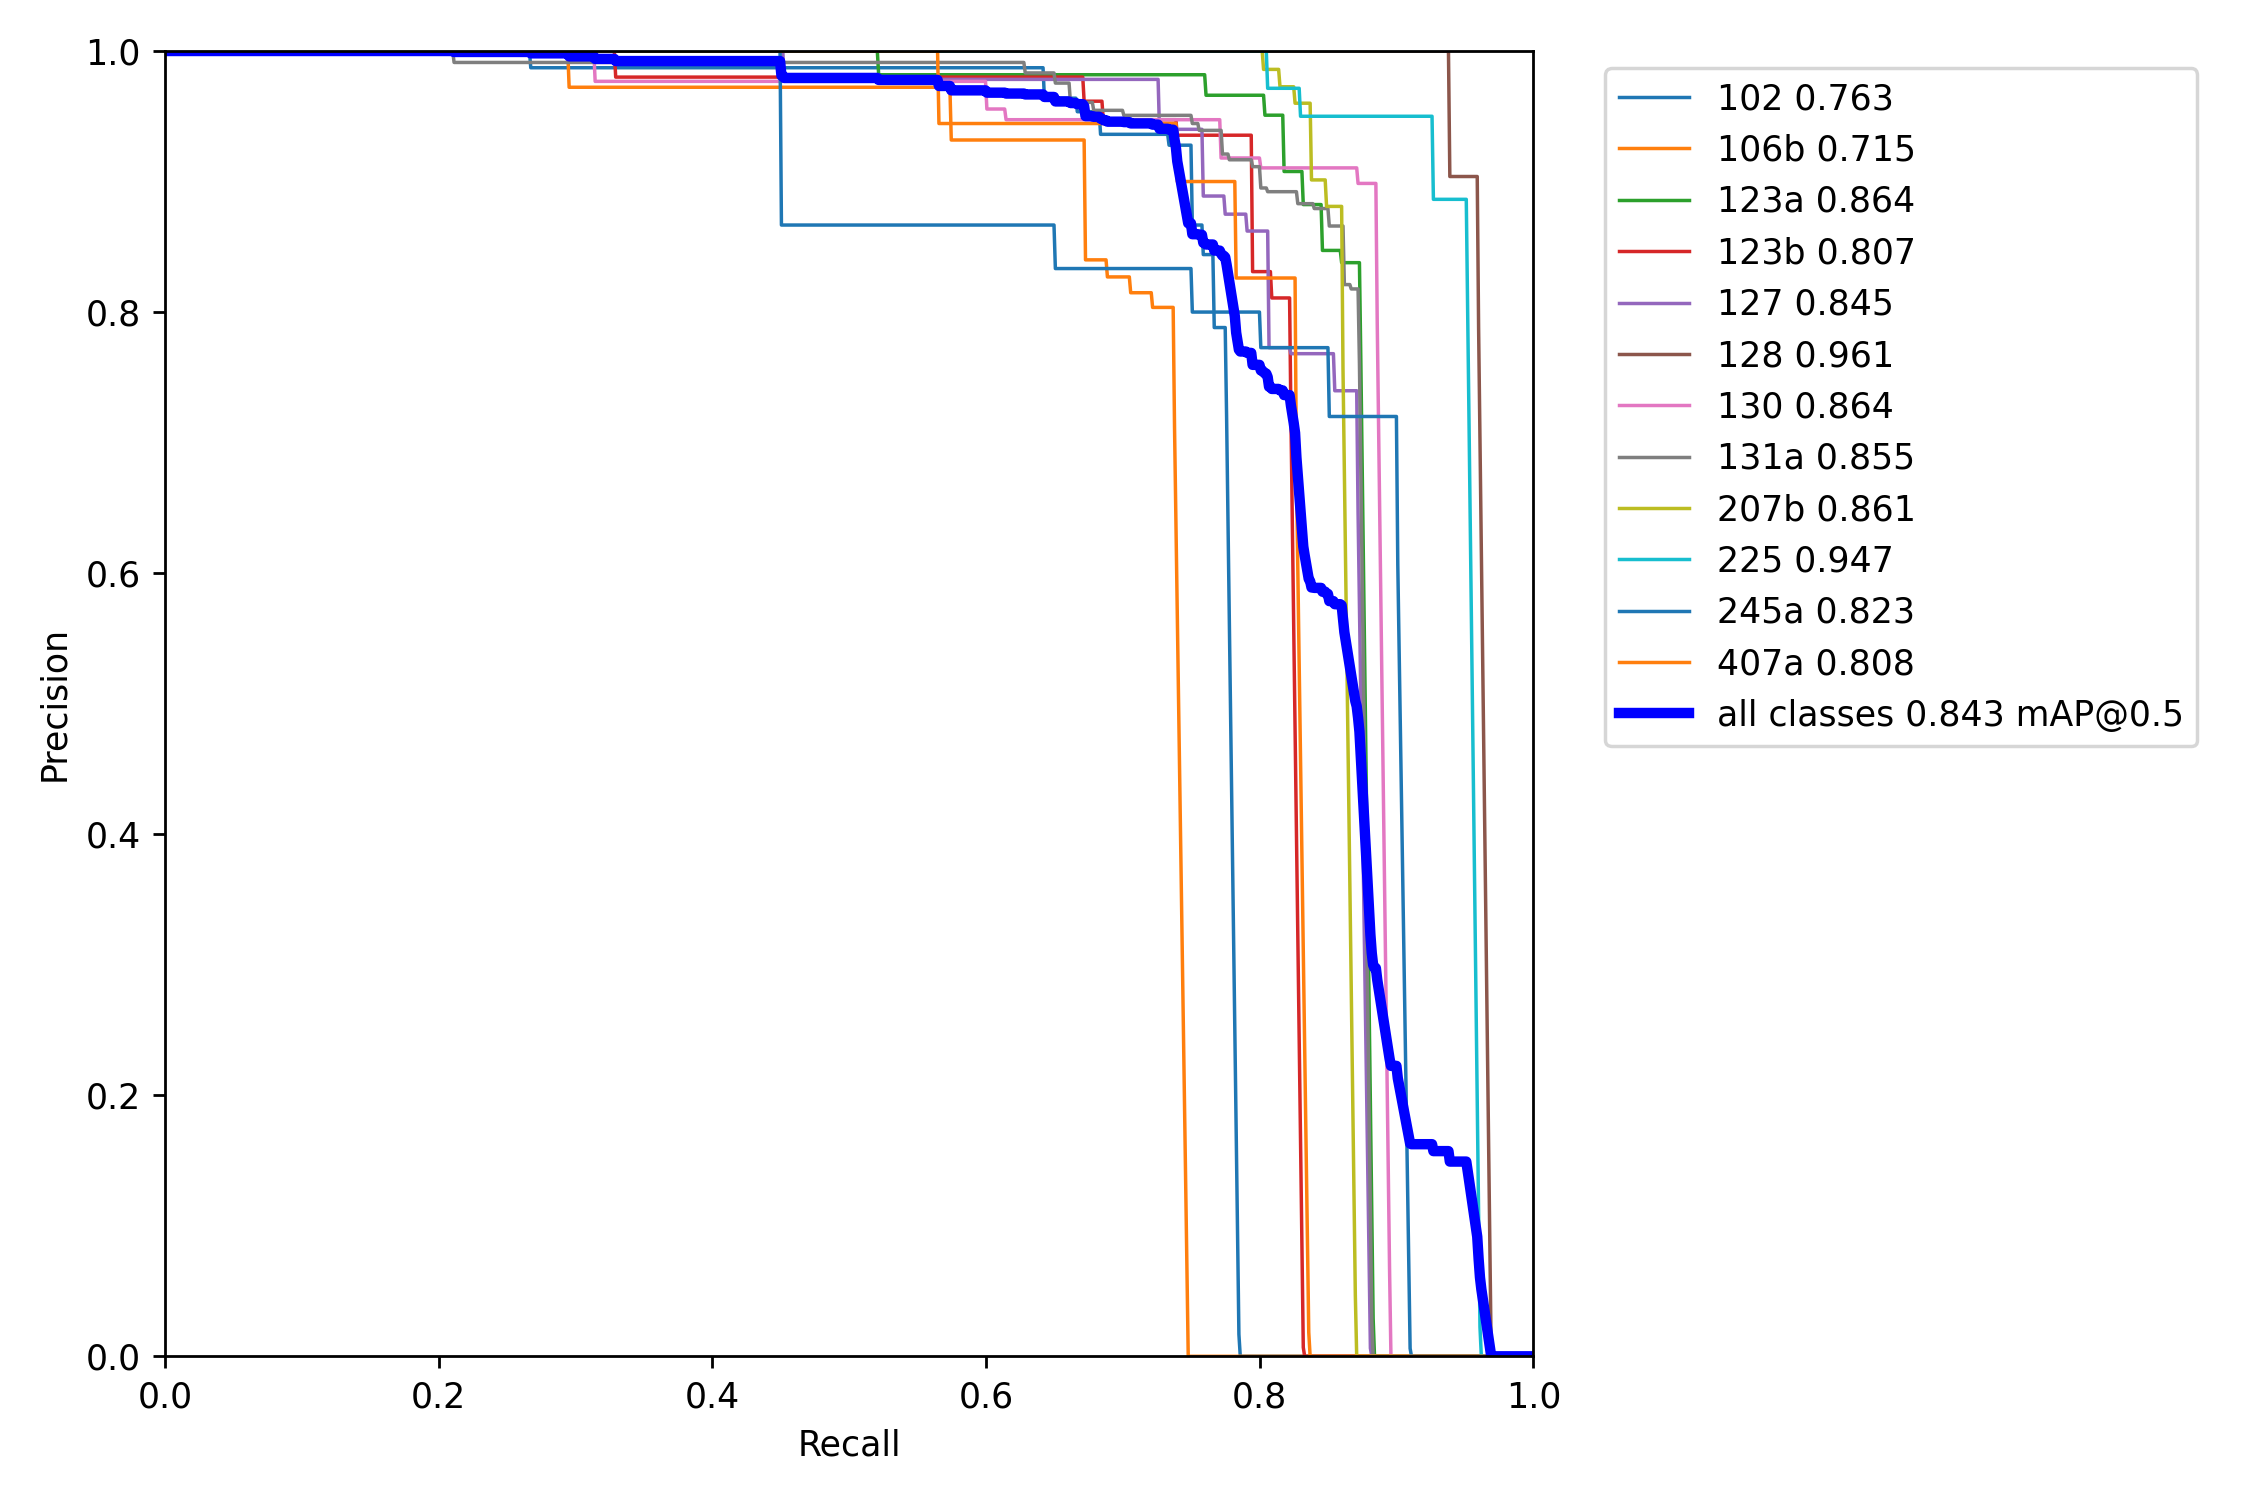 1.0
0.8
0.6
0.4
0.2
0.0
Precision
0.0 0.2 0.4 0.6 0.8 1.0
Recall
102 0.763
106b 0.715
123a 0.864
123b 0.807
127 0.845
128 0.961
130 0.864
131a 0.855
207b 0.861
225 0.947
245a 0.823
407a 0.808
all classes 0.843 mAP@0.5